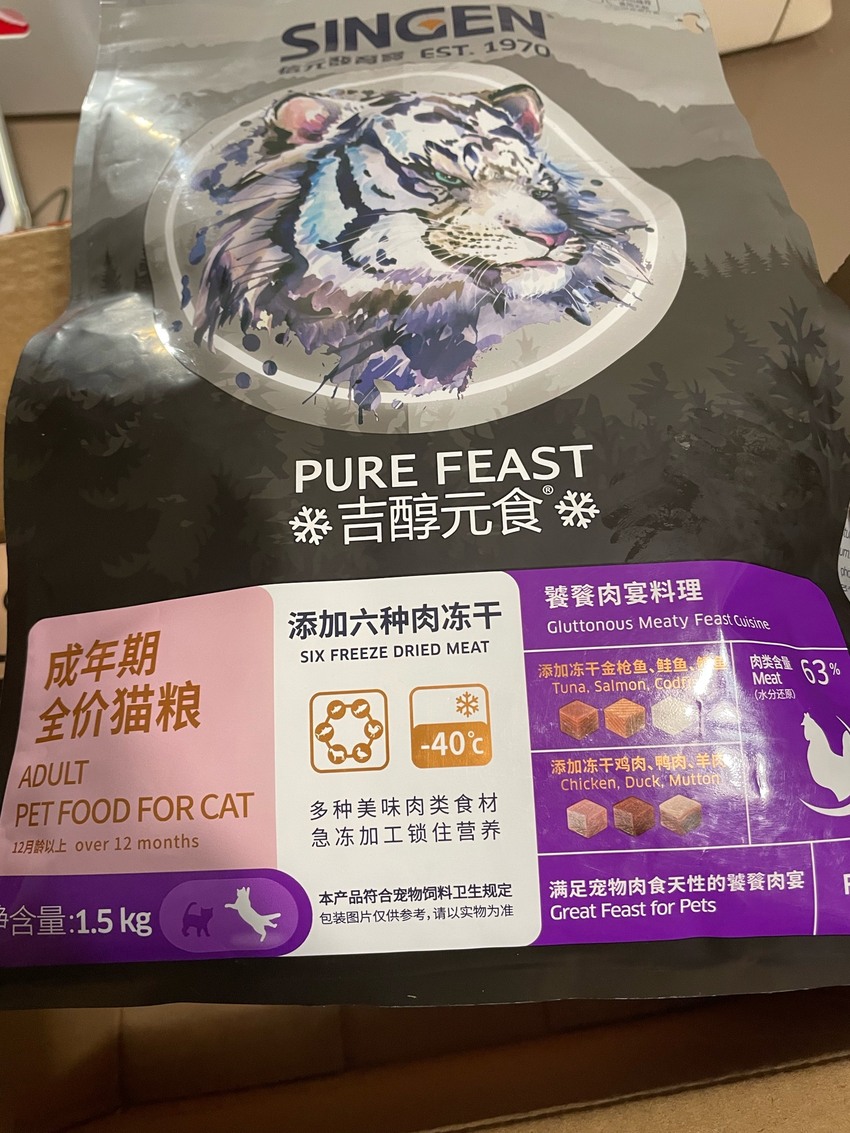 SINGEN
信元發育寶 EST. 1970
PURE FEAST
吉醇元食®
成年期
全价猫粮
ADULT
PET FOOD FOR CAT
12月龄以上 over 12 months
净含量:1.5 kg
添加六种肉冻干
SIX FREEZE DRIED MEAT
-40℃
多种美味肉类食材
急冻加工锁住营养
本产品符合宠物饲料卫生规定
包装图片仅供参考，请以实物为准
饕餮肉宴料理
Gluttonous Meaty Feast Cuisine
添加冻干金枪鱼、鲑鱼、鳕鱼
Tuna, Salmon, Codfish
肉类含量
Meat
(水分还原)
63%
添加冻干鸡肉、鸭肉、羊肉
Chicken, Duck, Mutton
满足宠物肉食天性的饕餮肉宴
Great Feast for Pets